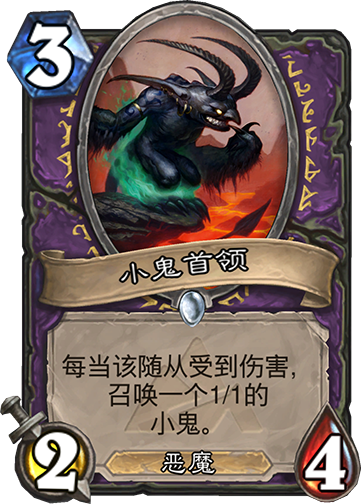 3
小鬼首领
每当该随从受到伤害，
召唤一个1/1的
小鬼。
2
恶魔
4